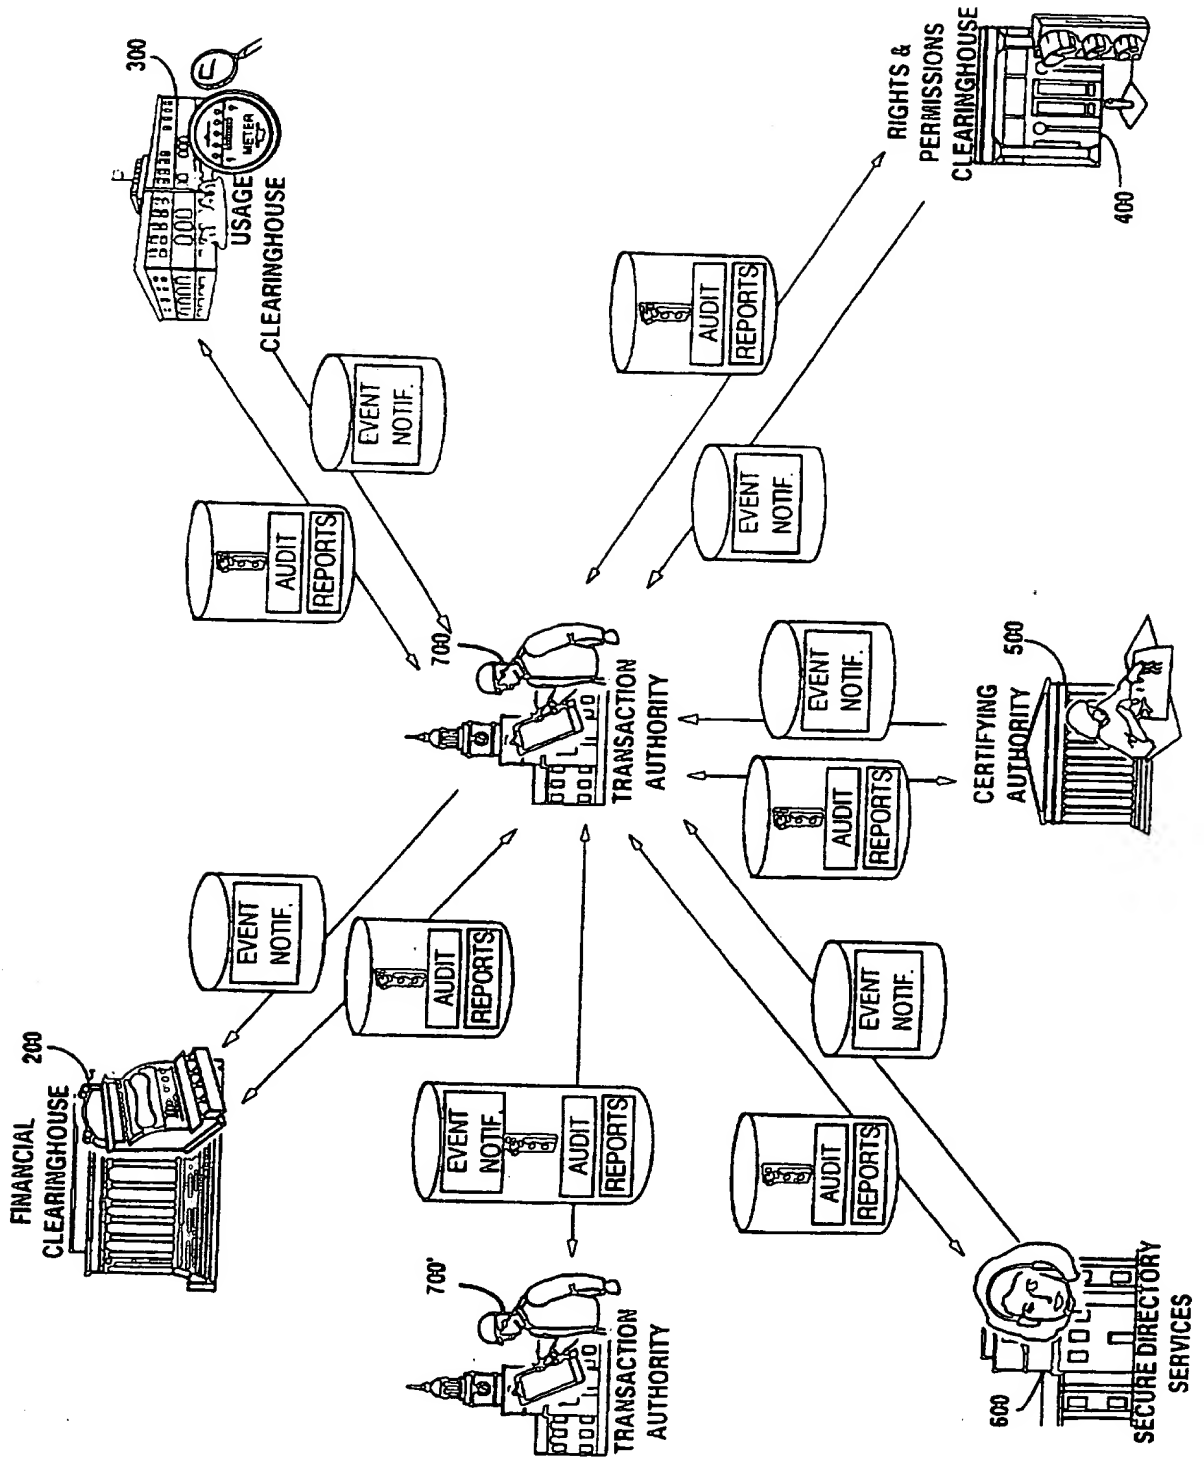 FINANCIAL
CLEARINGHOUSE
200
300
METER
USAGE
CLEARINGHOUSE
EVENT
NOTIF.
AUDIT
REPORTS
EVENT
NOTIF.
AUDIT
REPORTS
700'
TRANSACTION
AUTHORITY
EVENT
NOTIF.
AUDIT
REPORTS
700
TRANSACTION
AUTHORITY
AUDIT
REPORTS
EVENT
NOTIF.
AUDIT
REPORTS
EVENT
NOTIF.
AUDIT
REPORTS
EVENT
NOTIF.
600
SECURE DIRECTORY
SERVICES
CERTIFYING
AUTHORITY
500
RIGHTS &
PERMISSIONS
CLEARINGHOUSE
400